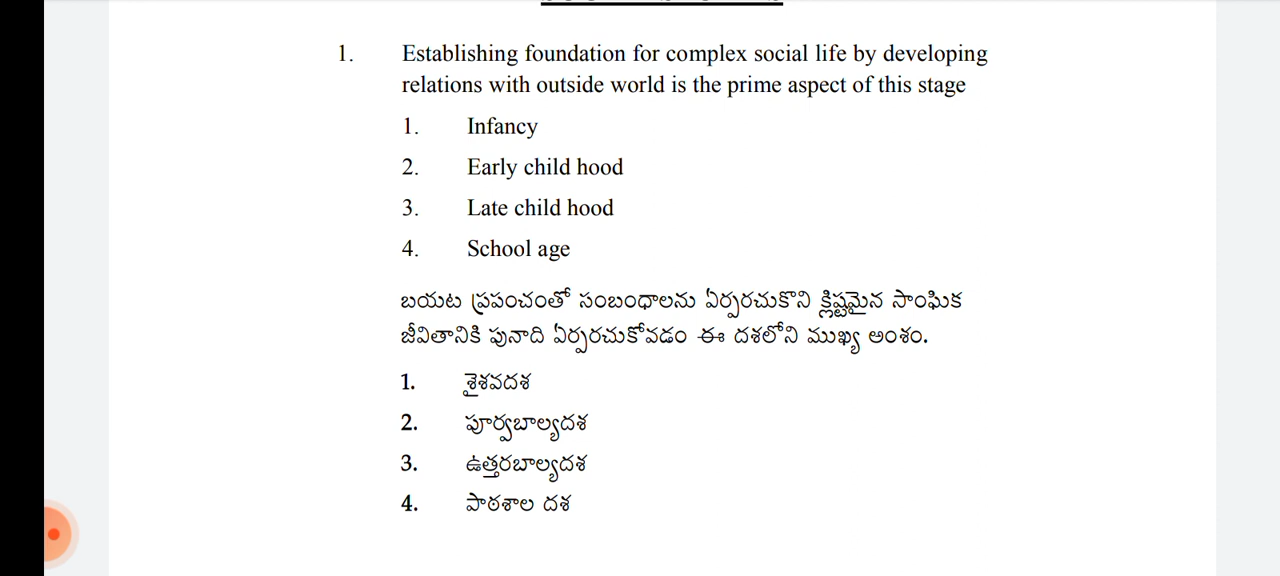 1. Establishing foundation for complex social life by developing
relations with outside world is the prime aspect of this stage
1. Infancy
2. Early child hood
3. Late child hood
4. School age
బయట ప్రపంచంతో సంబంధాలను ఏర్పరచుకొని క్లిష్టమైన సాంఘిక
జీవితానికి పునాది ఏర్పరచుకోవడం ఈ దశలోని ముఖ్య అంశం.
1. శైశవదశ
2. పూర్వబాల్యదశ
3. ఉత్తరబాల్యదశ
4. పాఠశాల దశ